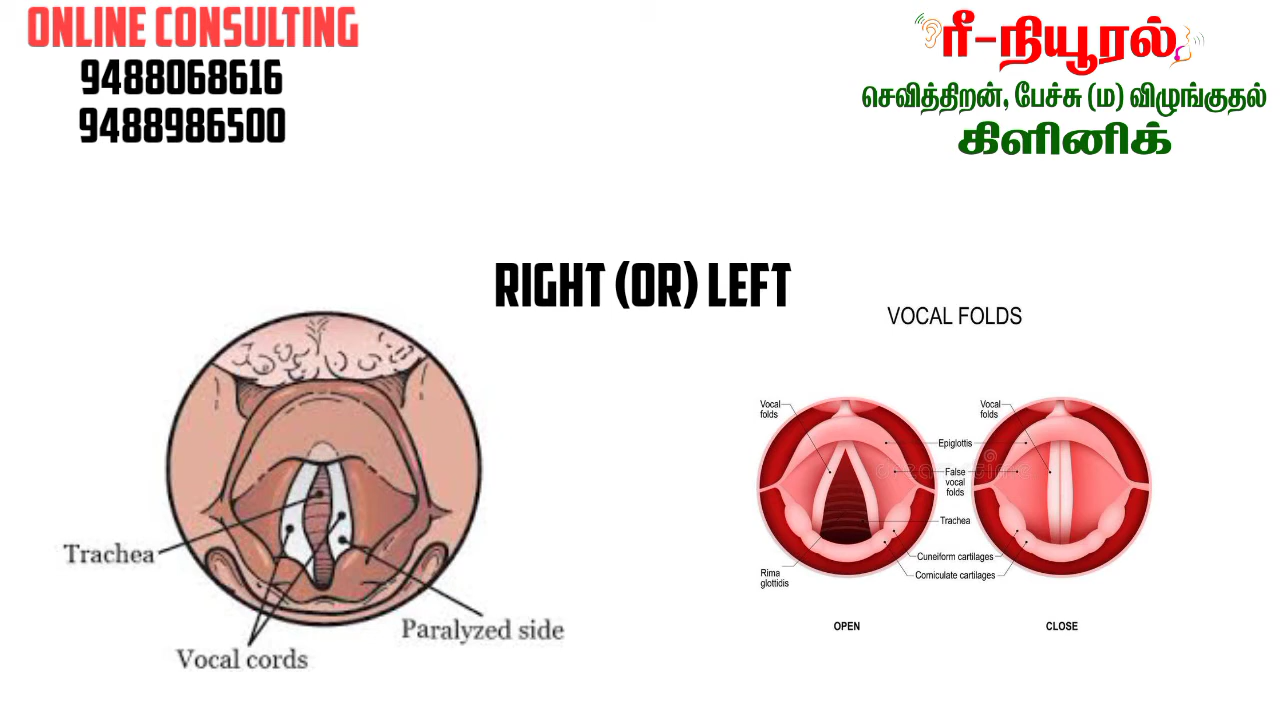 ONLINE CONSULTING
9488068616
9488986500
ரீ-நியூரல்
செவித்திறன், பேச்சு (ம) விழுங்குதல்
கிளினிக்
RIGHT (OR) LEFT
Trachea
Vocal cords
Paralyzed side
VOCAL FOLDS
Vocal
folds
Vocal
folds
Epiglottis
False
vocal
folds
Trachea
Cuneiform cartilages
Corniculate cartilages
Rima
glottidis
OPEN
CLOSE